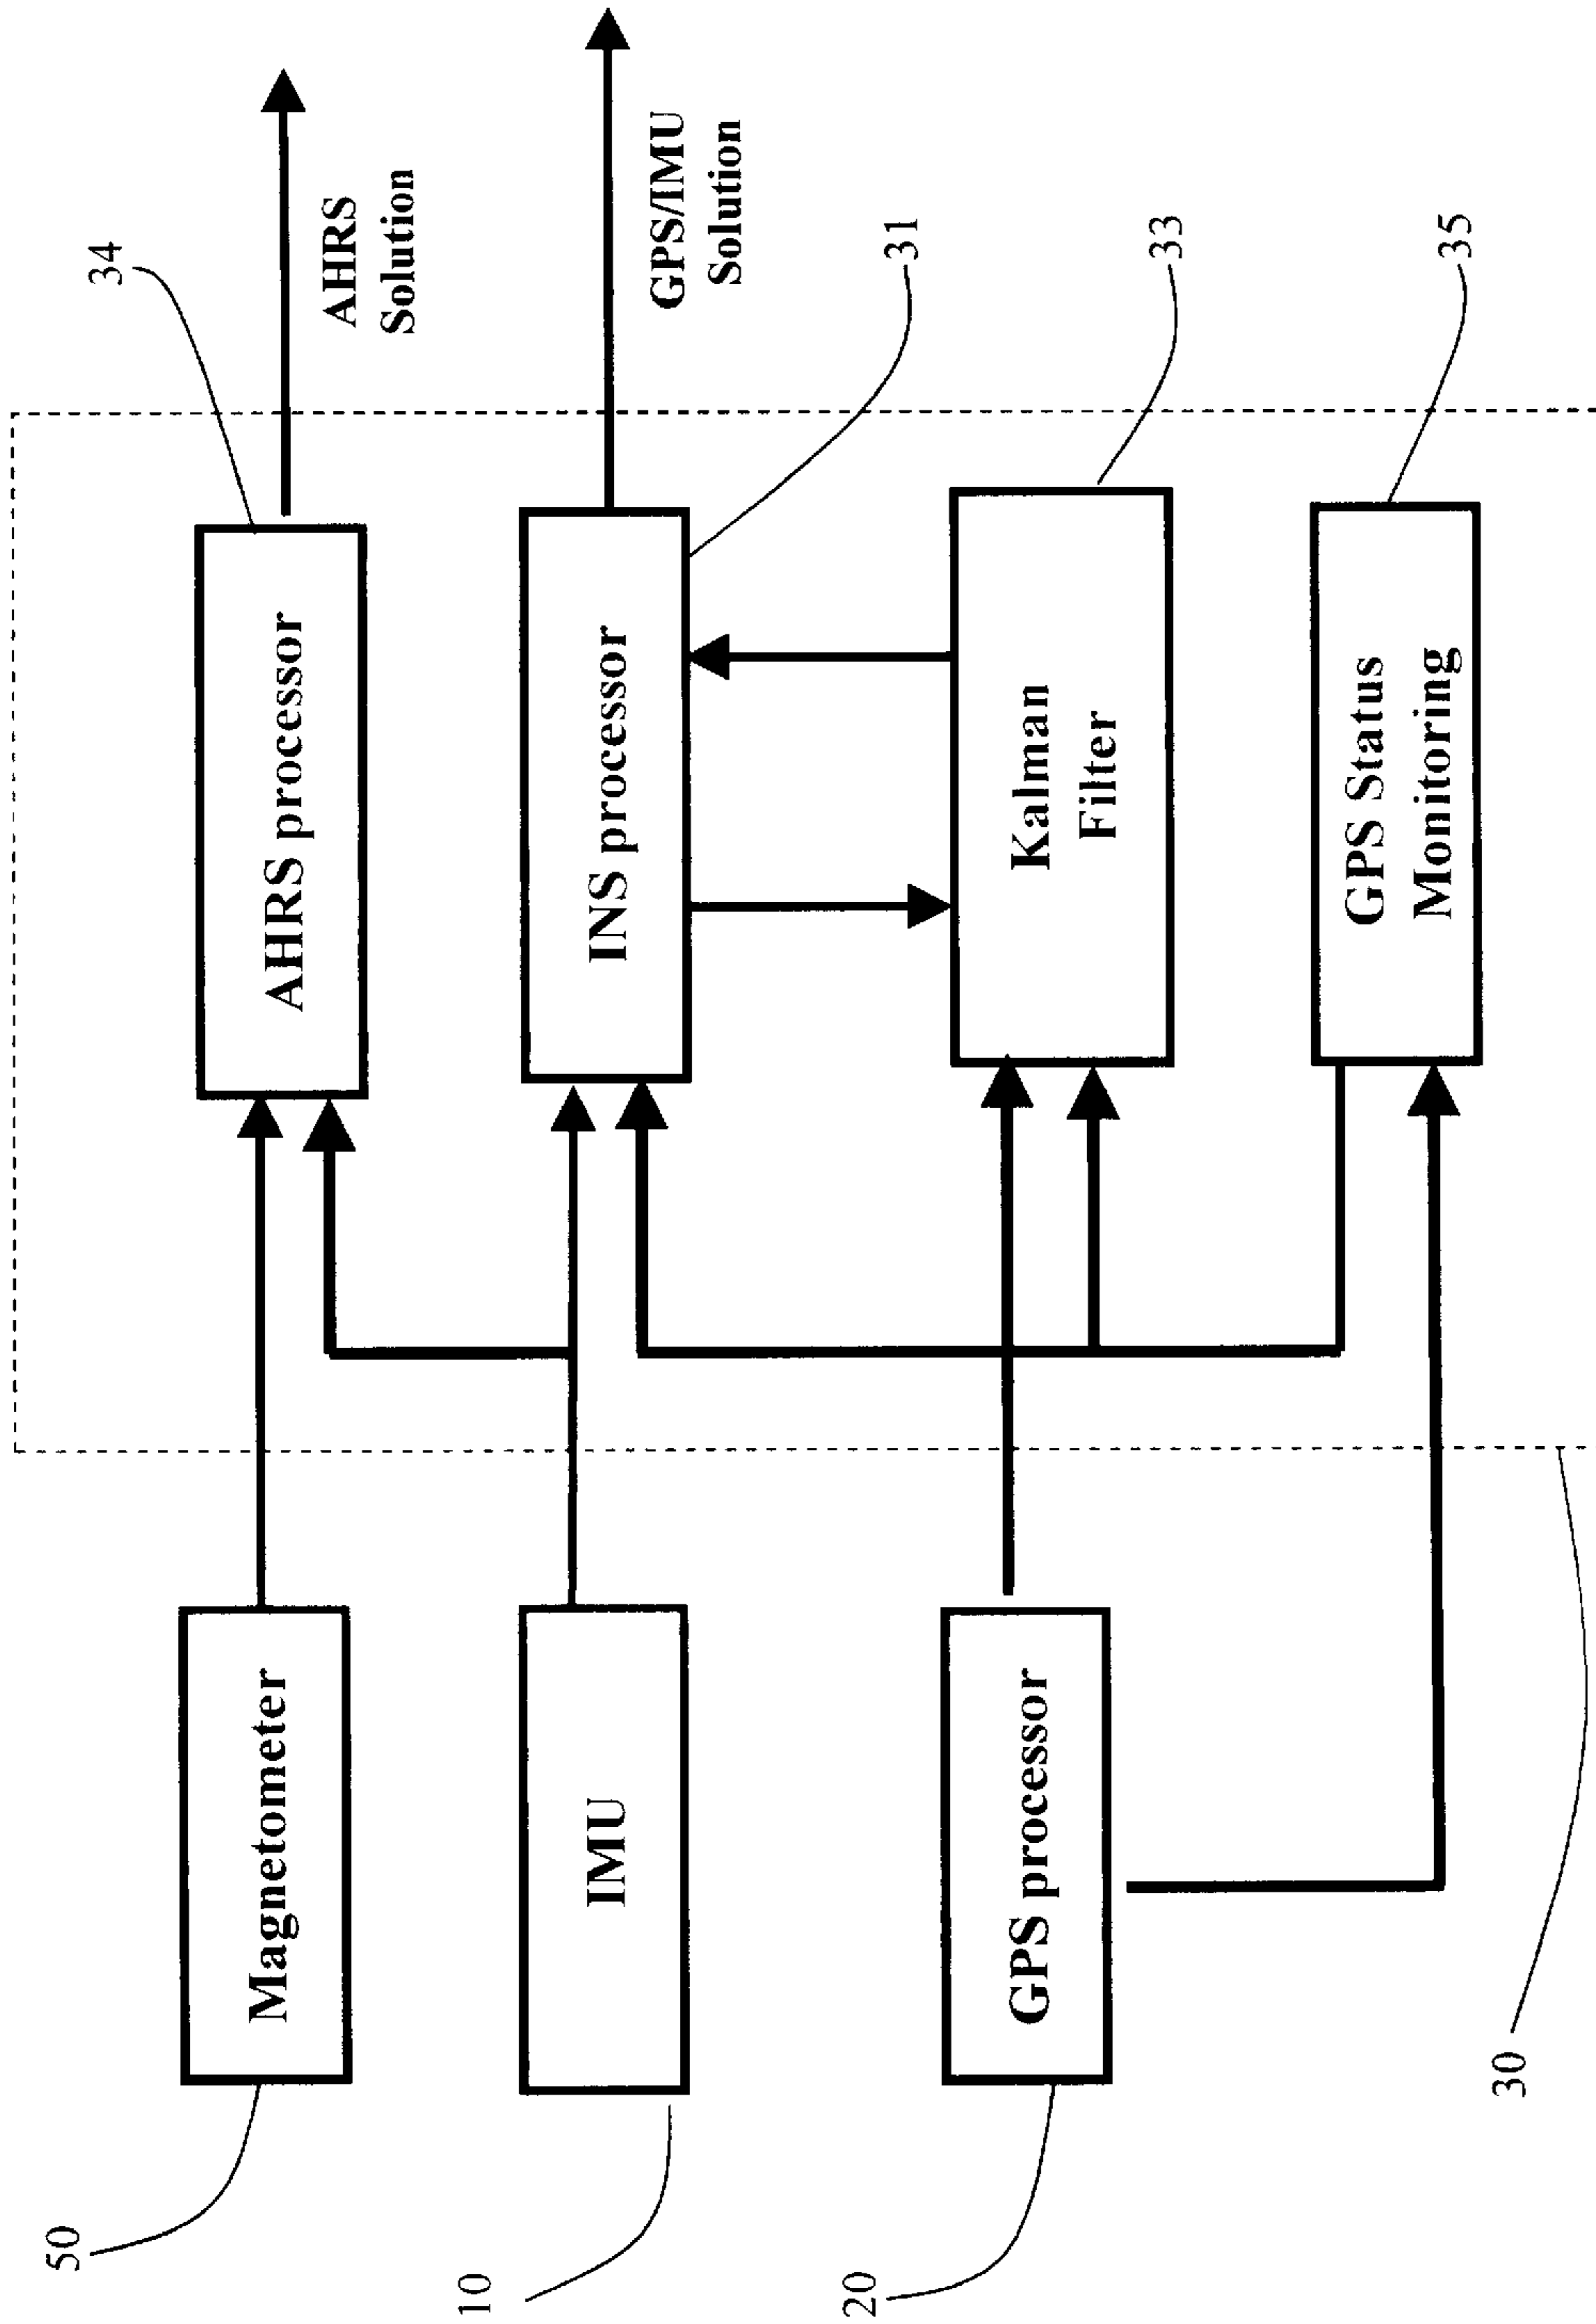 50
Magnetometer
34
AHRS processor
AHRS
Solution
10
IMU
INS processor
31
GPS/IMU
Solution
20
GPS processor
Kalman
Filter
33
30
GPS Status
Monitoring
35